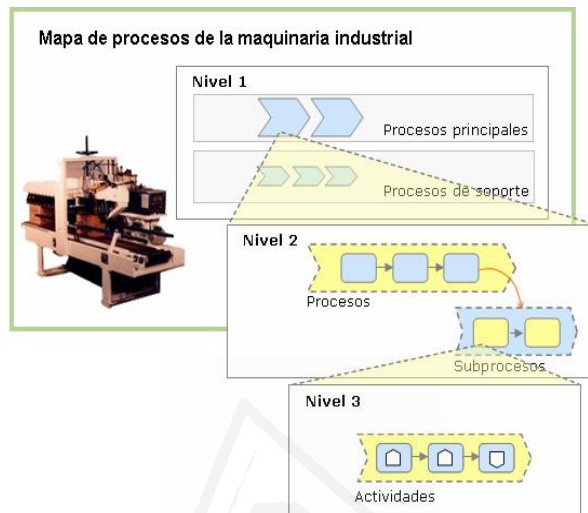 Mapa de procesos de la maquinaria industrial
Nivel 1
Procesos principales
Procesos de soporte
Nivel 2
Procesos
Subprocesos
Nivel 3
Actividades